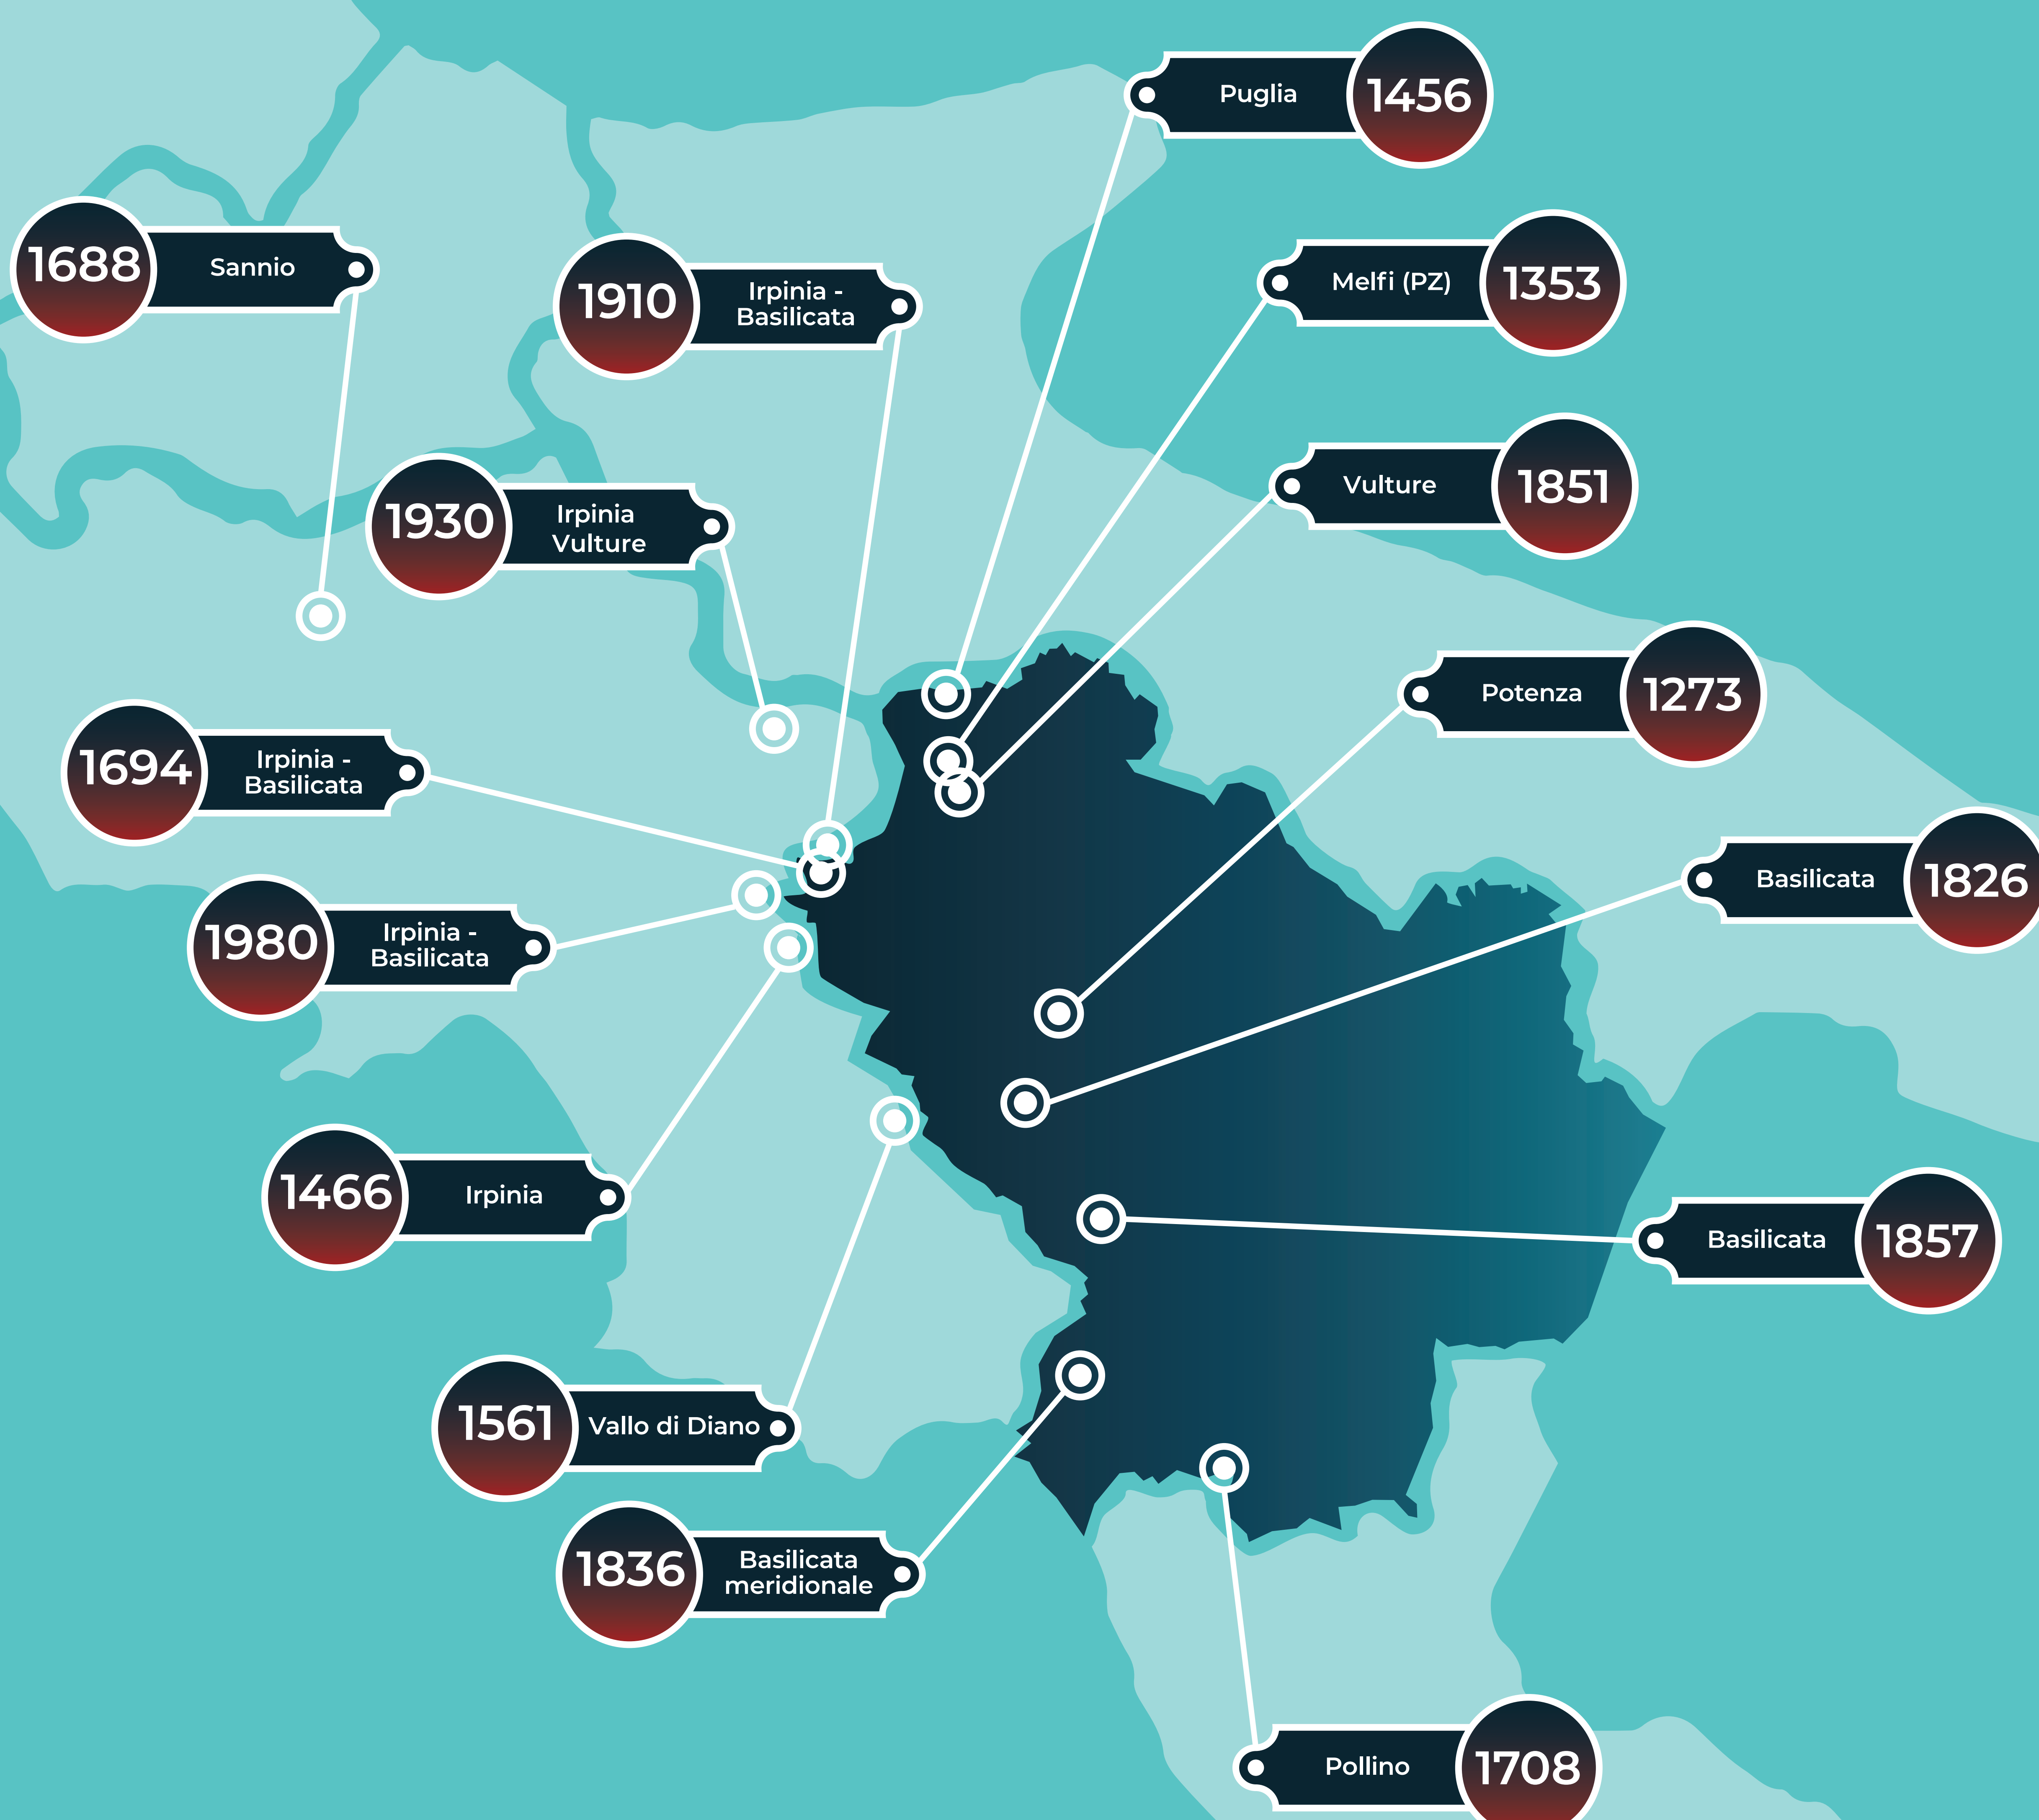 Puglia
1456
1688
Sannio
1910
Irpinia -
Basilicata
Melfi (PZ)
1353
1930
Irpinia
Vulture
Vulture
1851
Potenza
1273
1694
Irpinia -
Basilicata
Basilicata
1826
1980
Irpinia -
Basilicata
1466
Irpinia
Basilicata
1857
1561
Vallo di Diano
1836
Basilicata
meridionale
Pollino
1708